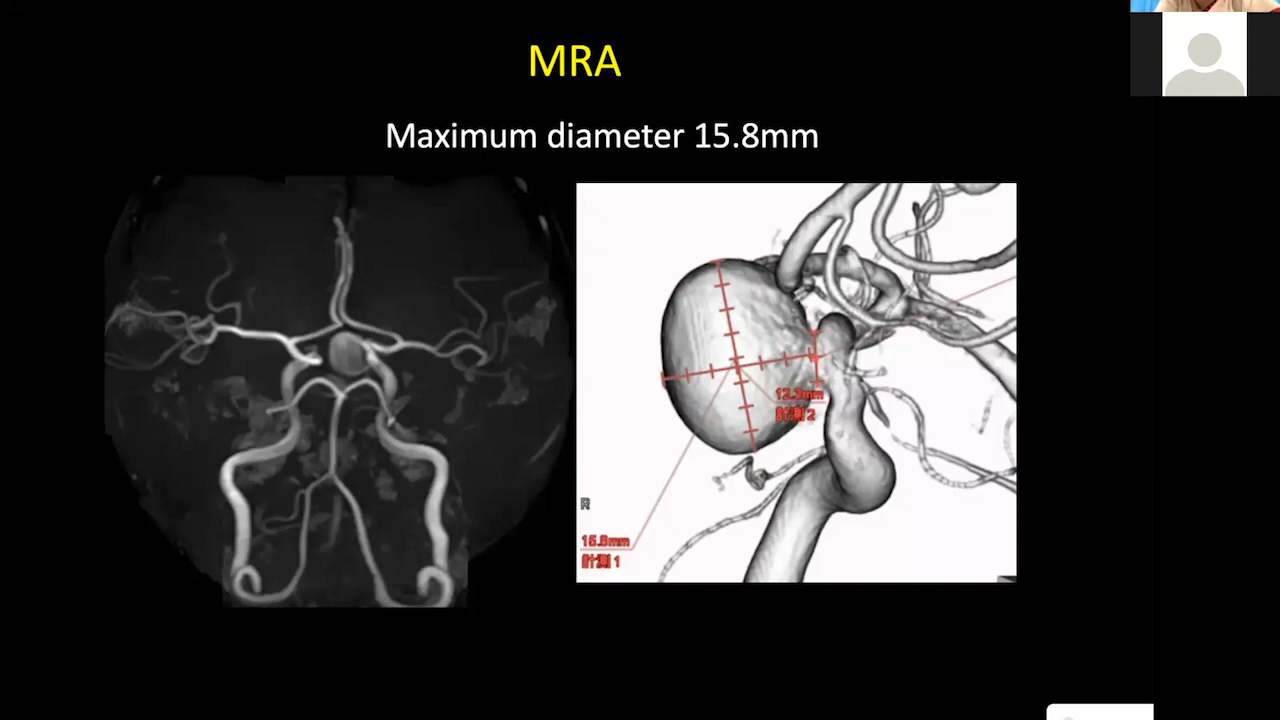 MRA
Maximum diameter 15.8mm
12.3mm
計測 2
R
15.8mm
計測 1